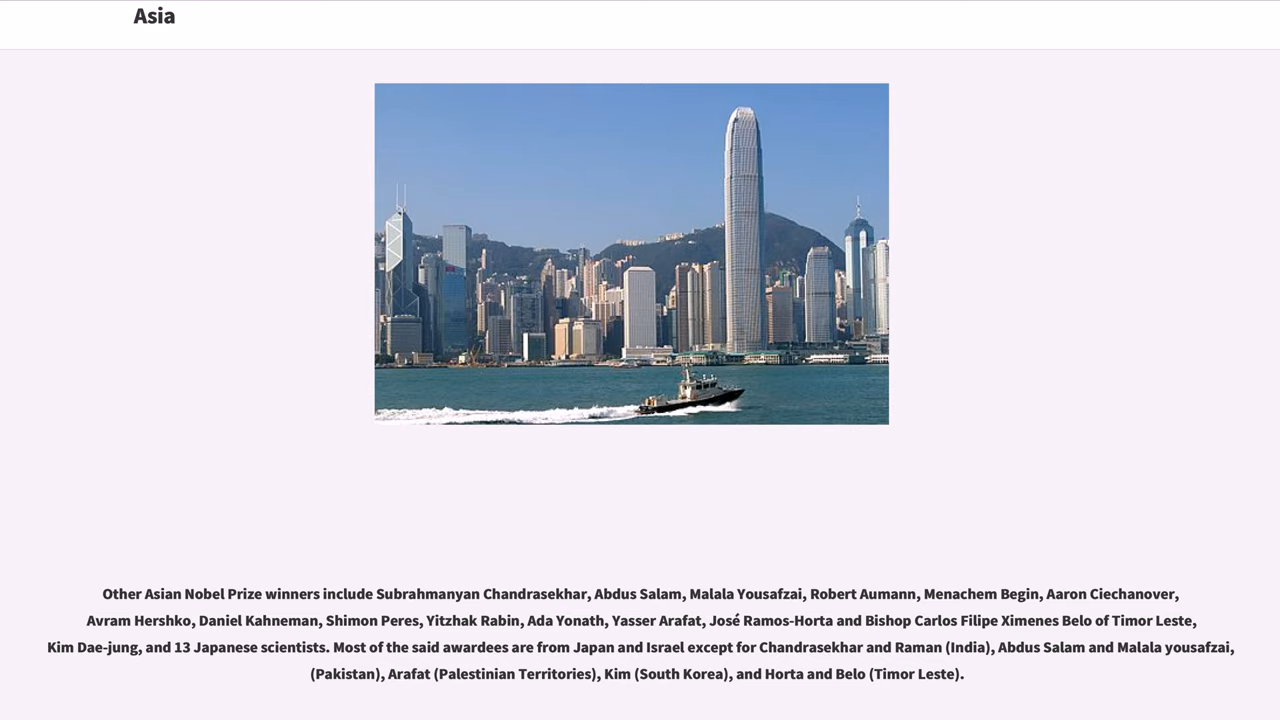 Asia
Other Asian Nobel Prize winners include Subrahmanyan Chandrasekhar, Abdus Salam, Malala Yousafzai, Robert Aumann, Menachem Begin, Aaron Ciechanover,
Avram Hershko, Daniel Kahneman, Shimon Peres, Yitzhak Rabin, Ada Yonath, Yasser Arafat, José Ramos-Horta and Bishop Carlos Filipe Ximenes Belo of Timor Leste,
Kim Dae-jung, and 13 Japanese scientists. Most of the said awardees are from Japan and Israel except for Chandrasekhar and Raman (India), Abdus Salam and Malala yousafzai,
(Pakistan), Arafat (Palestinian Territories), Kim (South Korea), and Horta and Belo (Timor Leste).